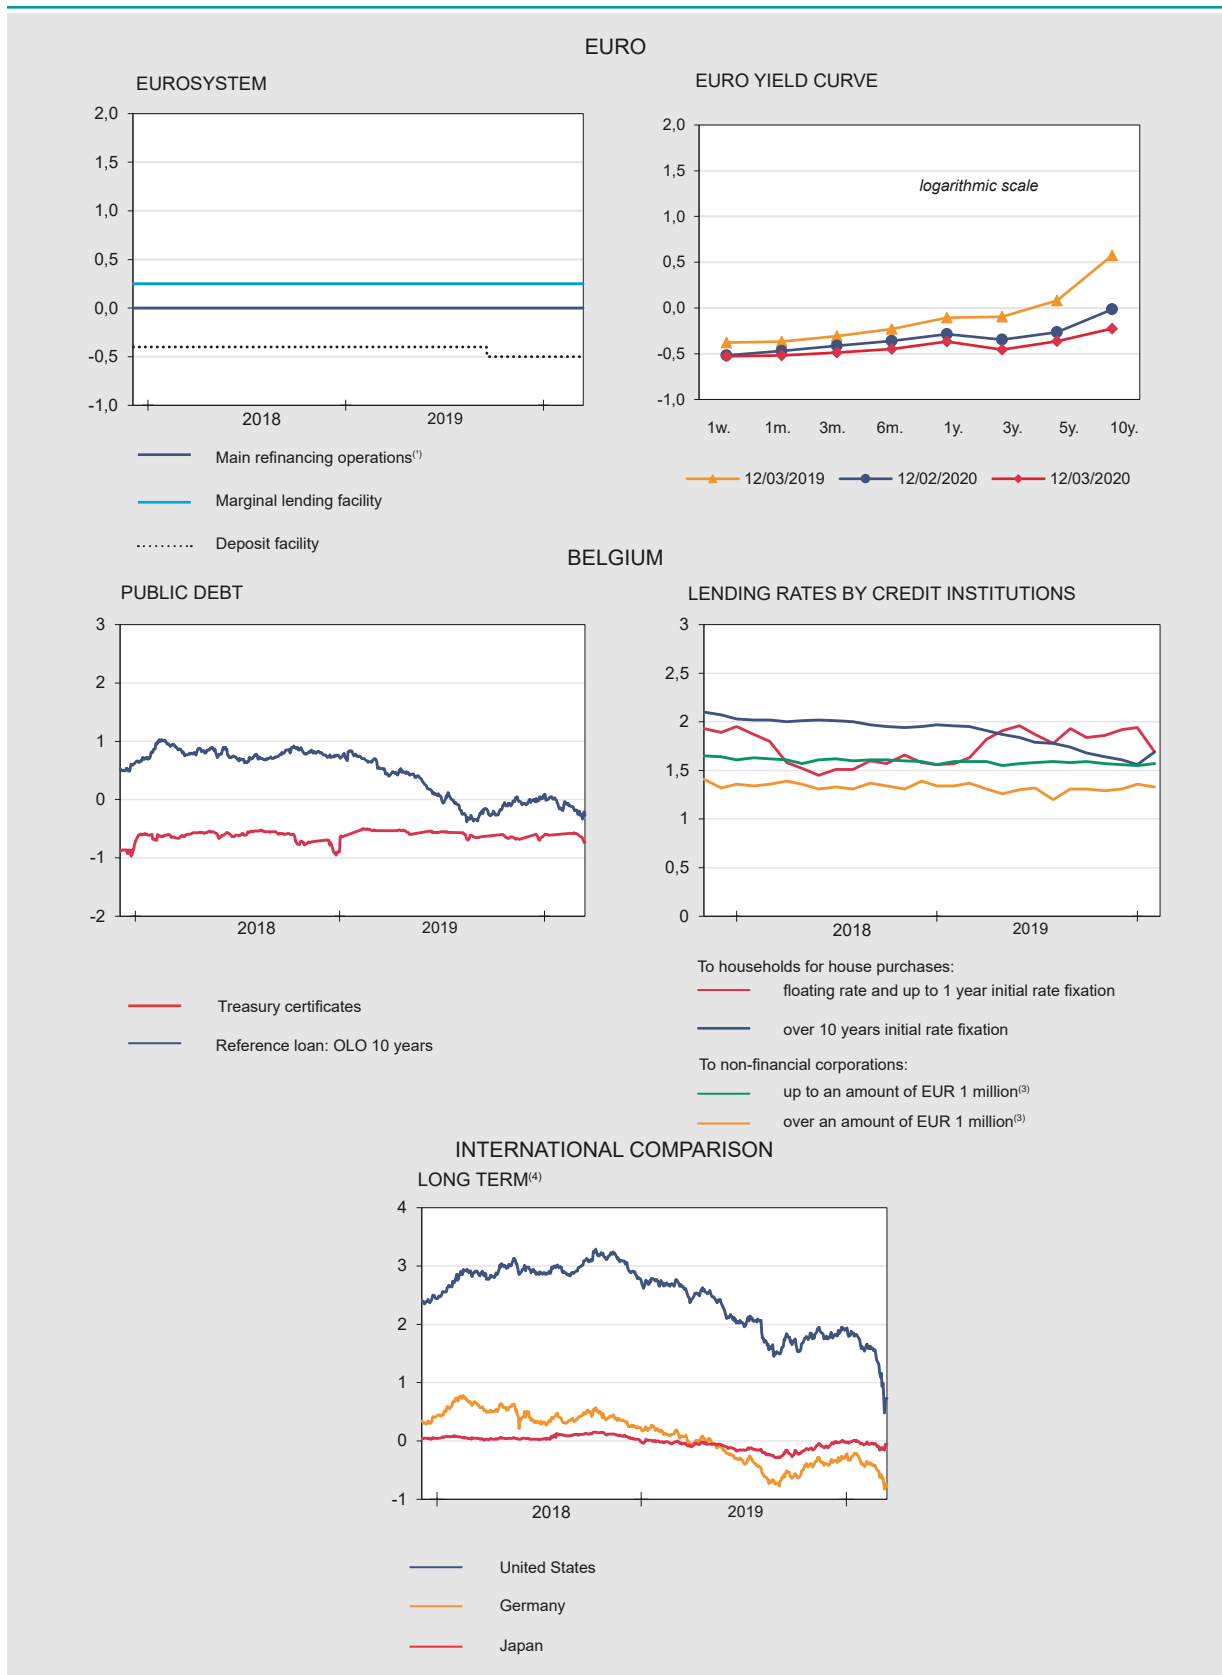 EURO
EUROSYSTEM
2,0
1,5
1,0
0,5
0,0
-0,5
-1,0
2018
2019
Main refinancing operations(¹)
Marginal lending facility
Deposit facility
EURO YIELD CURVE
2,0
1,5
1,0
0,5
0,0
-0,5
-1,0
logarithmic scale
1w. 1m. 3m. 6m. 1y. 3y. 5y. 10y.
12/03/2019 12/02/2020 12/03/2020
BELGIUM
PUBLIC DEBT
3
2
1
0
-1
-2
2018
2019
Treasury certificates
Reference loan: OLO 10 years
LENDING RATES BY CREDIT INSTITUTIONS
3
2,5
2
1,5
1
0,5
0
2018
2019
To households for house purchases:
floating rate and up to 1 year initial rate fixation
over 10 years initial rate fixation
To non-financial corporations:
up to an amount of EUR 1 million(3)
over an amount of EUR 1 million(3)
INTERNATIONAL COMPARISON
LONG TERM(4)
4
3
2
1
0
-1
2018
2019
United States
Germany
Japan